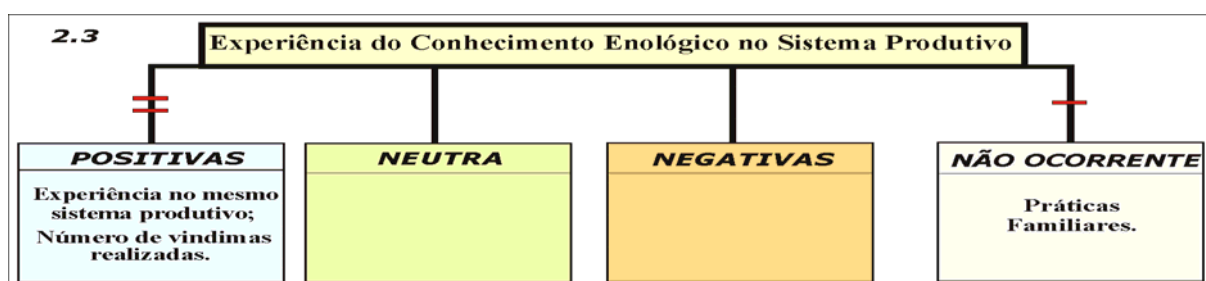 2.3
Experiência do Conhecimento Enológico no Sistema Produtivo
POSITIVAS
Experiência no mesmo
sistema produtivo;
Número de vindimas
realizadas.
NEUTRA
NEGATIVAS
NÃO OCORRENTE
Práticas
Familiares.